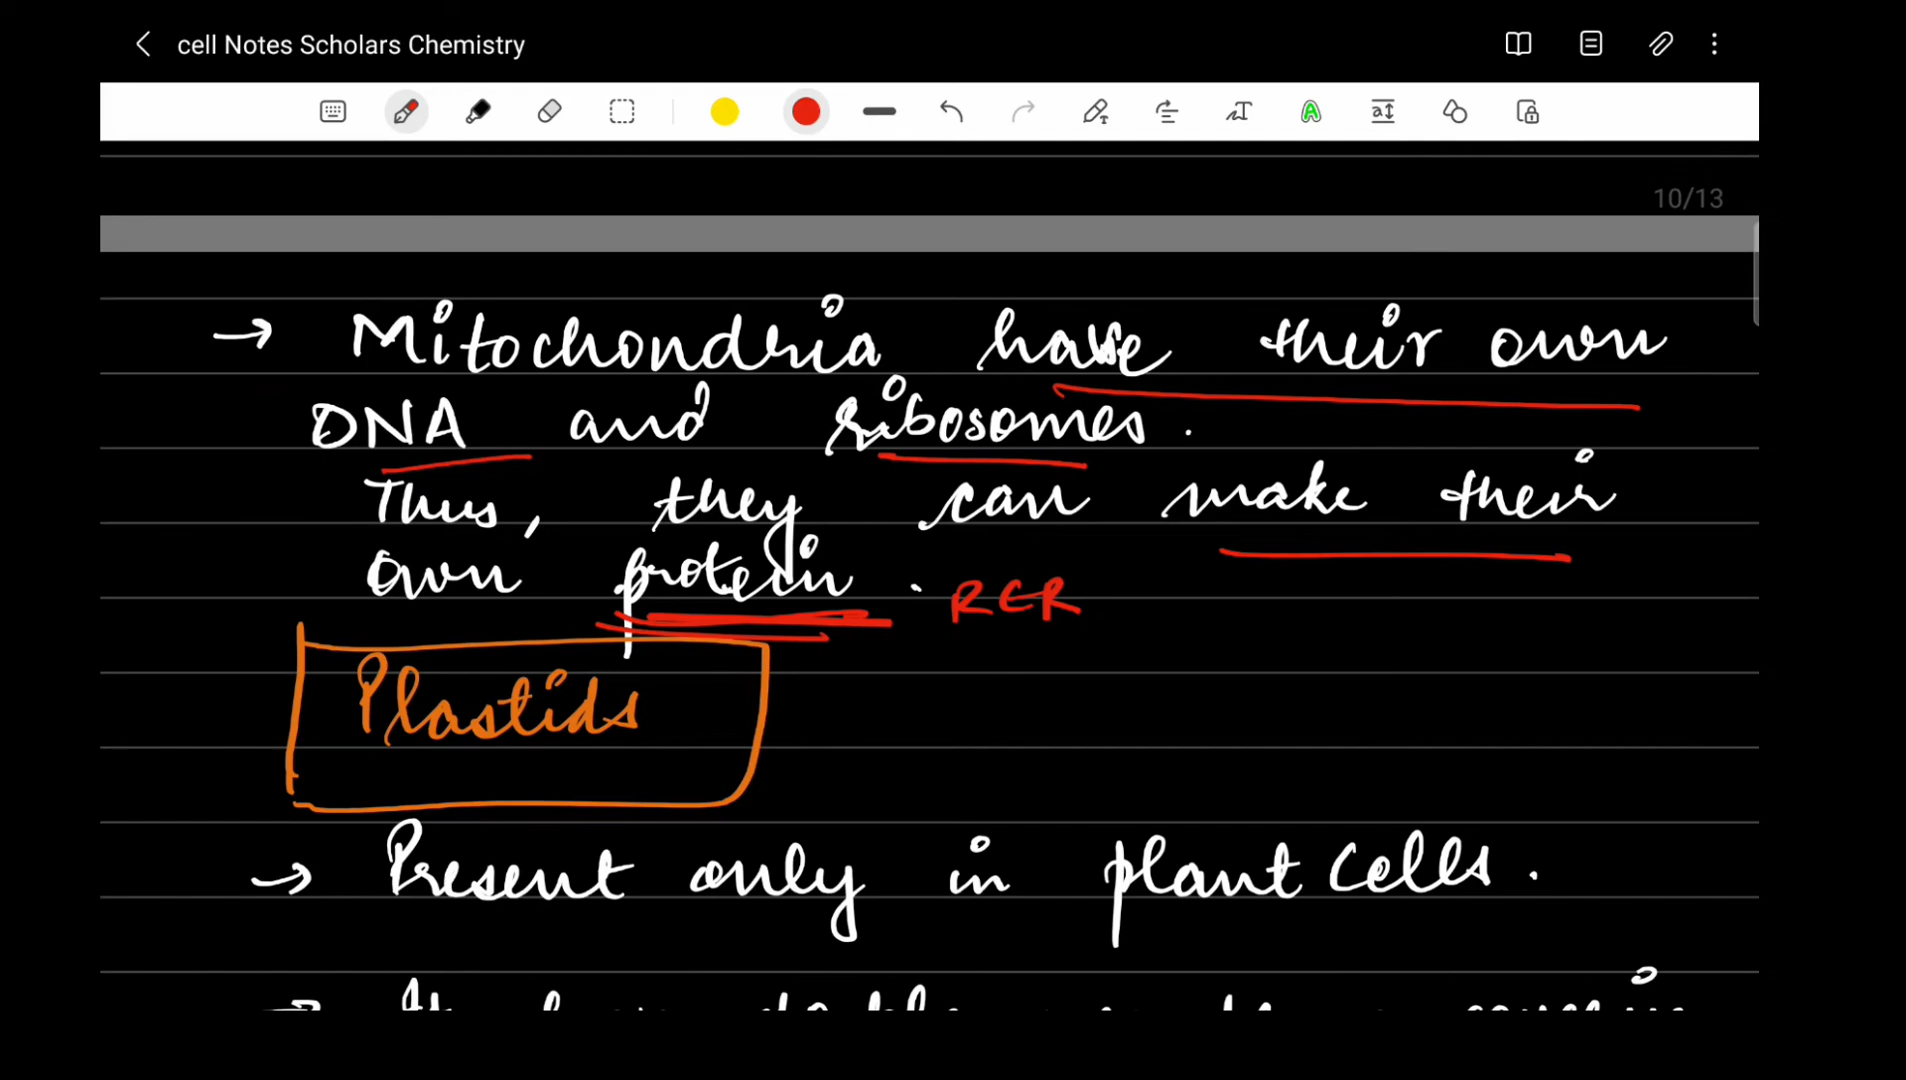 cell Notes Scholars Chemistry
10/13
→ Mitochondria have their own
DNA and ribosomes.
Thus, they can make their
own protein. RER
Plastids
→ Present only in plant cells.